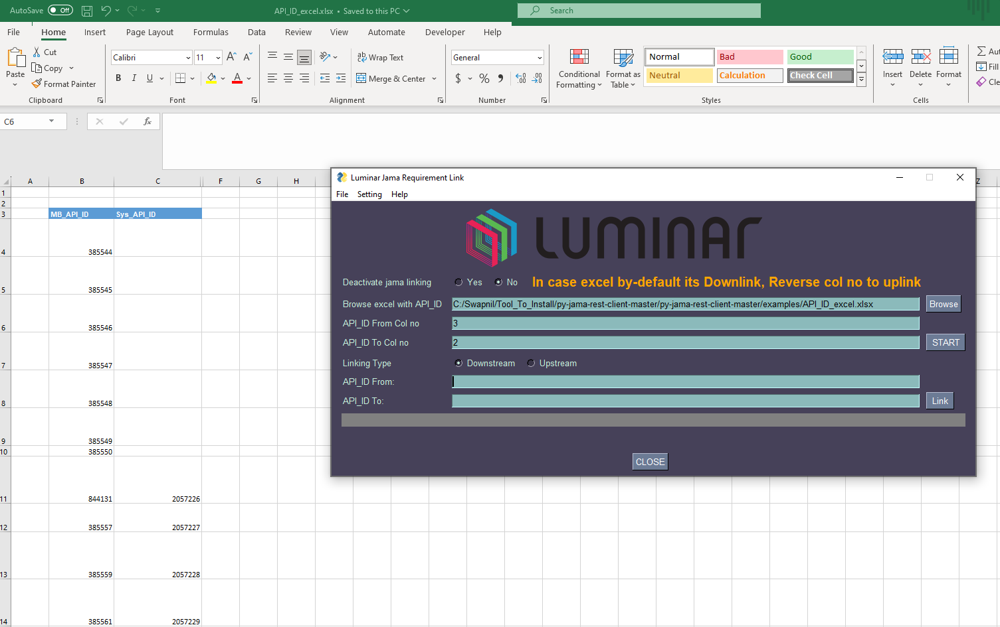 AutoSave Off API_ID_excel.xlsx • Saved to this PC Search
File Home Insert Page Layout Formulas Data Review View Automate Developer Help
Paste Cut Copy Format Painter Clipboard
Calibri 11 B I U A Font
Wrap Text Merge & Center Alignment
General $ % 9 Number
Conditional Formatting Format as Table Normal Bad Good Neutral Calculation Check Cell Styles
Insert Delete Format Cells
Aut
Fill
Cle
C6 fx
A B C F G H Z
1
2
3 MB_API_ID Sys_API_ID
4 385544
5 385545
6 385546
7 385547
8 385548
9 385549
10 385550
11 844131 2057226
12 385557 2057227
13 385559 2057228
14 385561 2057229
Luminar Jama Requirement Link
File Setting Help
LUMINAR
Deactivate jama linking Yes No In case excel by-default its Downlink, Reverse col no to uplink
Browse excel with API_ID C:/Swapnil/Tool_To_Install/py-jama-rest-client-master/py-jama-rest-client-master/examples/API_ID_excel.xlsx Browse
API_ID From Col no 3
API_ID To Col no 2 START
Linking Type Downstream Upstream
API_ID From:
API_ID To: Link
CLOSE